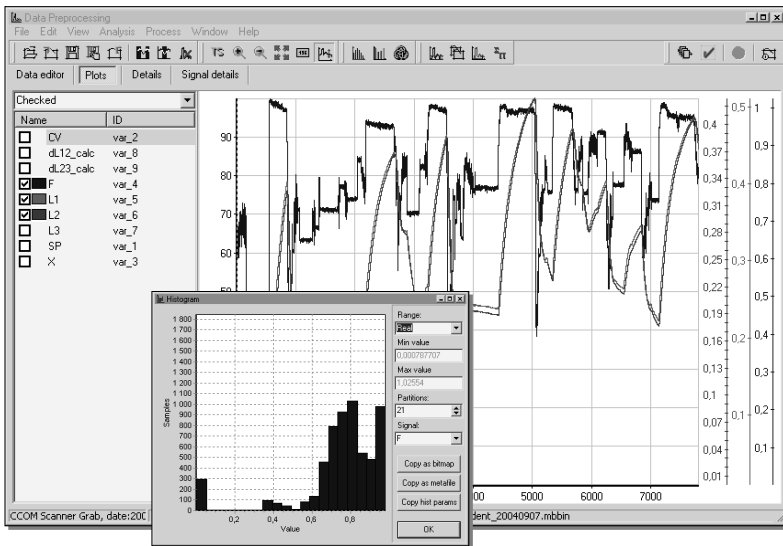 Data Preprocessing
File Edit View Analysis Process Window Help
TS
Data editor Plots Details Signal details
Checked
Name ID
CV var_2
dL12_calc var_8
dL23_calc var_9
F var_4
L1 var_5
L2 var_6
L3 var_7
SP var_1
X var_3
90
80
70
60
50
0,4
0,37
0,33
0,31
0,28
0,25
0,22
0,19
0,16
0,13
0,1
0,07
0,04
0,01
0,5
0,4
0,3
0,2
0,1
1
0,9
0,8
0,7
0,6
0,5
0,4
0,3
0,2
0,1
5000 6000 7000
Histogram
1 800
1 700
1 600
1 500
1 400
1 300
1 200
1 100
1 000
900
800
700
600
500
400
300
200
100
0
Samples
0,2 0,4 0,6 0,8
Value
Range:
Real
Min value
0,000787707
Max value
1,02554
Partitions:
21
Signal:
F
Copy as bitmap
Copy as metafile
Copy hist params
OK
CCOM Scanner Grab, date:200
dent_20040907.mbbin